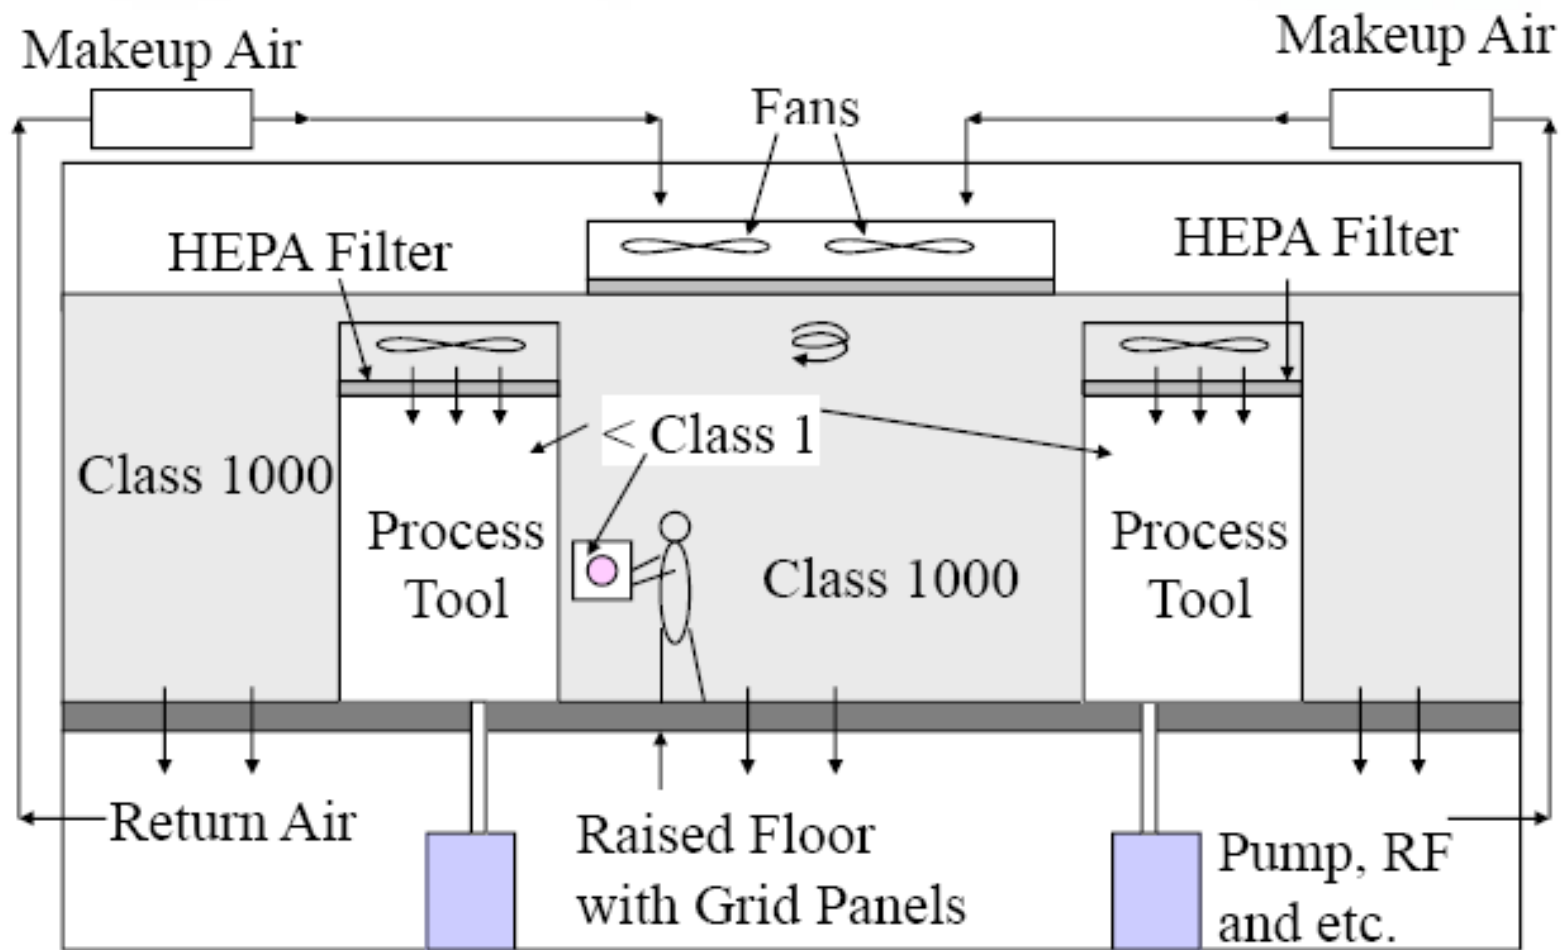 Makeup Air
Makeup Air
Fans
HEPA Filter
HEPA Filter
< Class 1
Class 1000
Process
Tool
Class 1000
Process
Tool
Return Air
Raised Floor
with Grid Panels
Pump, RF
and etc.